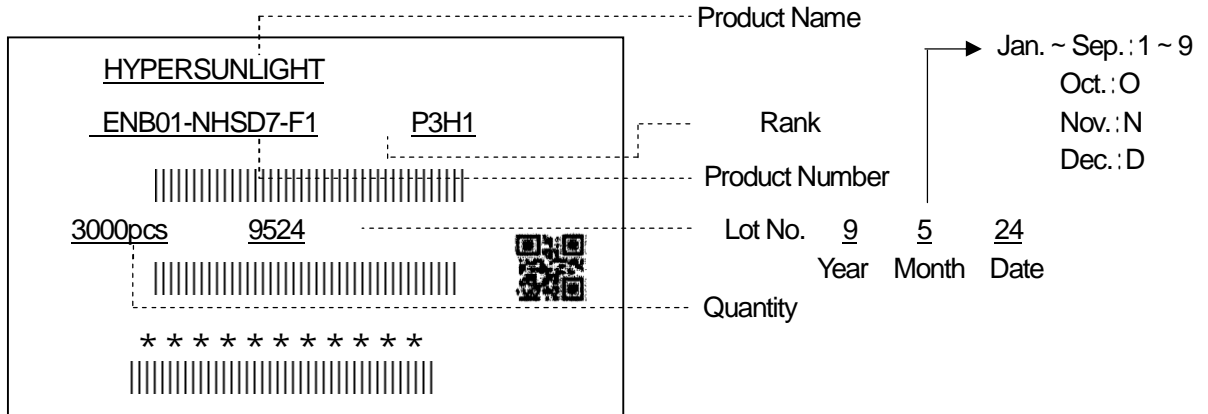 Product Name
Jan. ~ Sep. : 1 ~ 9
HYPERSUNLIGHT
Oct. : O
ENB01-NHSD7-F1 P3H1
Rank
Nov. : N
Dec. : D
Product Number
3000pcs 9524
Lot No. 9 5 24
Year Month Date
Quantity
* * * * * * * * * * *